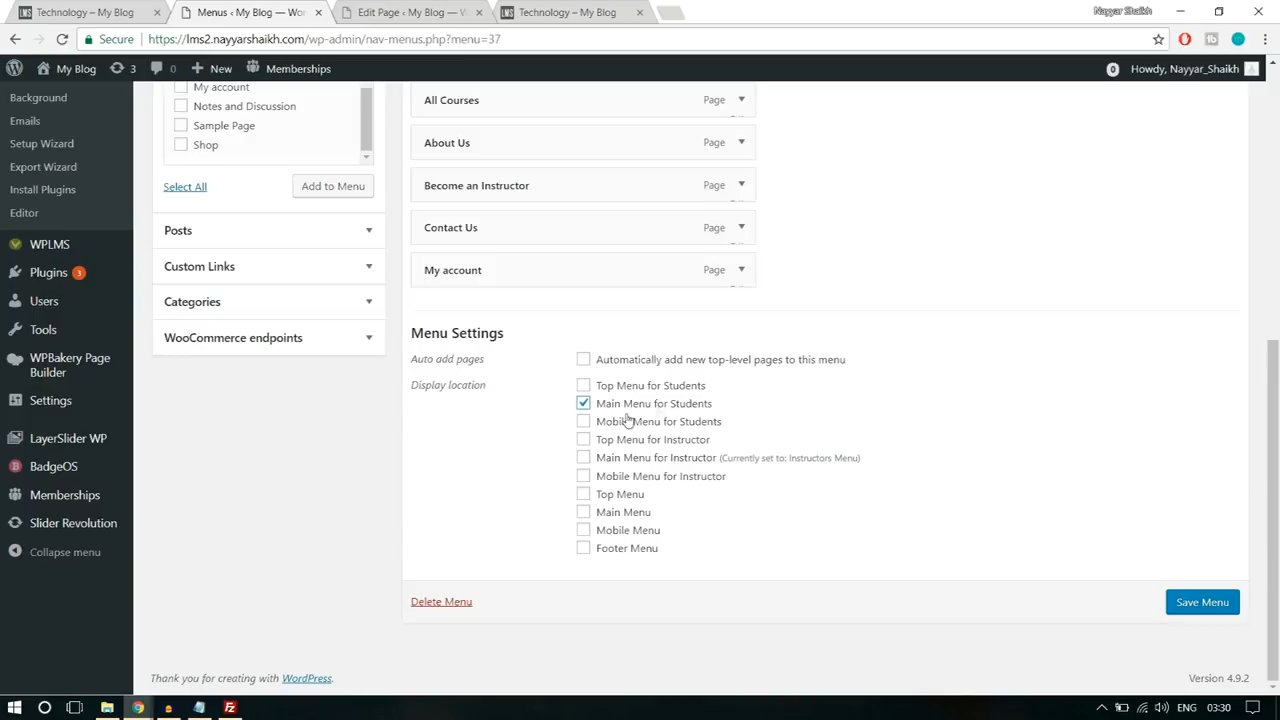 Technology – My Blog
Menus ‹ My Blog — Wor
Edit Page ‹ My Blog — W
Technology – My Blog
Nayyar Shaikh
Secure
https://lms2.nayyarshaikh.com/wp-admin/nav-menus.php?menu=37
My Blog
3
0
New
Memberships
0
Howdy, Nayyar_Shaikh
Background
Emails
Setup Wizard
Export Wizard
Install Plugins
Editor
WPLMS
Plugins 3
Users
Tools
WPBakery Page
Builder
Settings
LayerSlider WP
BadgeOS
Memberships
Slider Revolution
Collapse menu
My account
Notes and Discussion
Sample Page
Shop
Select All
Add to Menu
Posts
Custom Links
Categories
WooCommerce endpoints
All Courses Page
About Us Page
Become an Instructor Page
Contact Us Page
My account Page
Menu Settings
Auto add pages
Automatically add new top-level pages to this menu
Display location
Top Menu for Students
Main Menu for Students
Mobile Menu for Students
Top Menu for Instructor
Main Menu for Instructor (Currently set to: Instructors Menu)
Mobile Menu for Instructor
Top Menu
Main Menu
Mobile Menu
Footer Menu
Delete Menu
Save Menu
Thank you for creating with WordPress.
Version 4.9.2
ENG
03:30